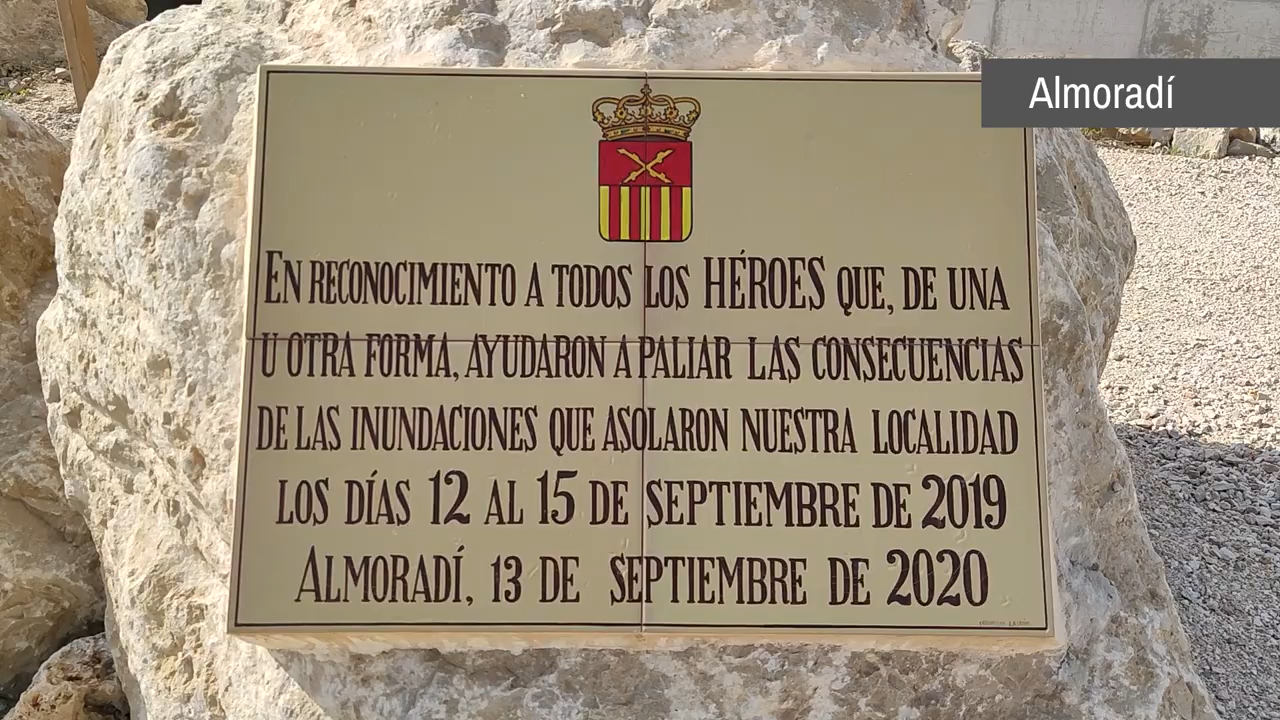 Almoradí
EN RECONOCIMIENTO A TODOS LOS HÉROES QUE, DE UNA
U OTRA FORMA, AYUDARON A PALIAR LAS CONSECUENCIAS
DE LAS INUNDACIONES QUE ASOLARON NUESTRA LOCALIDAD
LOS DÍAS 12 AL 15 DE SEPTIEMBRE DE 2019
ALMORADÍ, 13 DE SEPTIEMBRE DE 2020